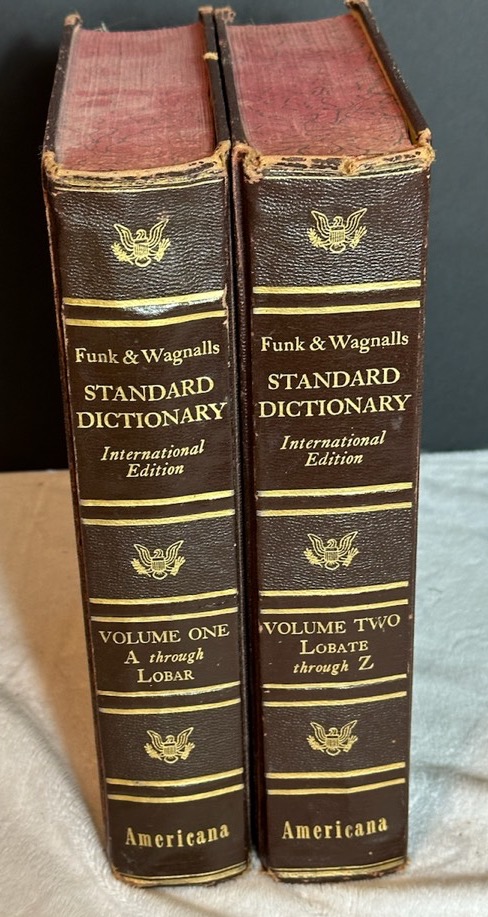 Funk & Wagnalls
STANDARD
DICTIONARY
International
Edition
VOLUME ONE
A through
LOBAR
Americana
Funk & Wagnalls
STANDARD
DICTIONARY
International
Edition
VOLUME TWO
LOBATE
through Z
Americana